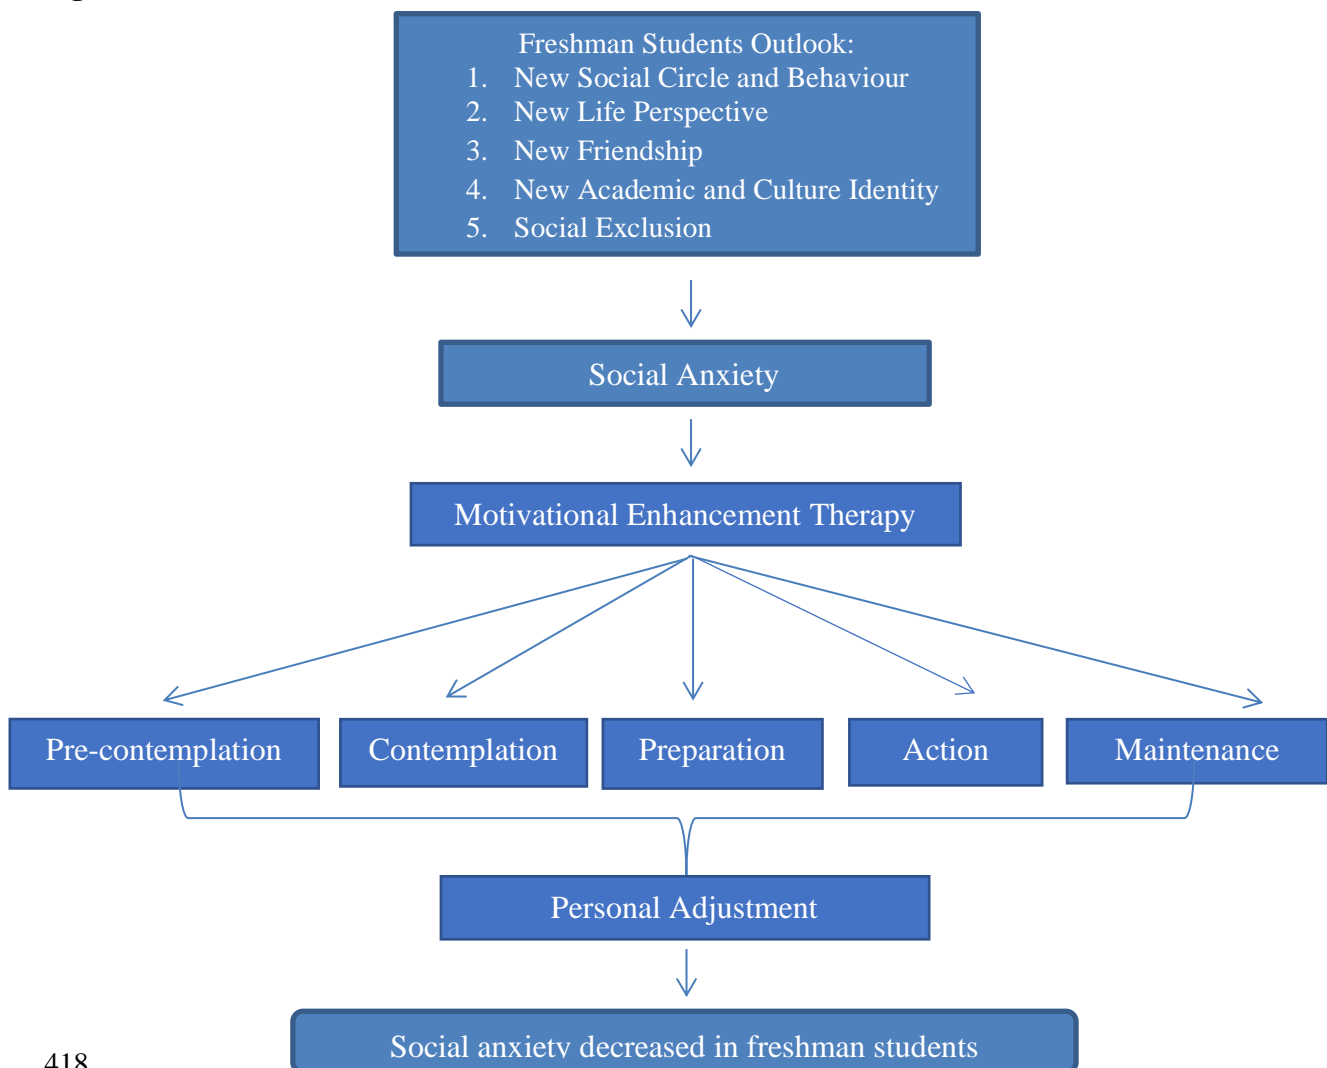 Freshman Students Outlook:
1. New Social Circle and Behaviour
2. New Life Perspective
3. New Friendship
4. New Academic and Culture Identity
5. Social Exclusion
Social Anxiety
Motivational Enhancement Therapy
Pre-contemplation
Contemplation
Preparation
Action
Maintenance
Personal Adjustment
Social anxiety decreased in freshman students
418